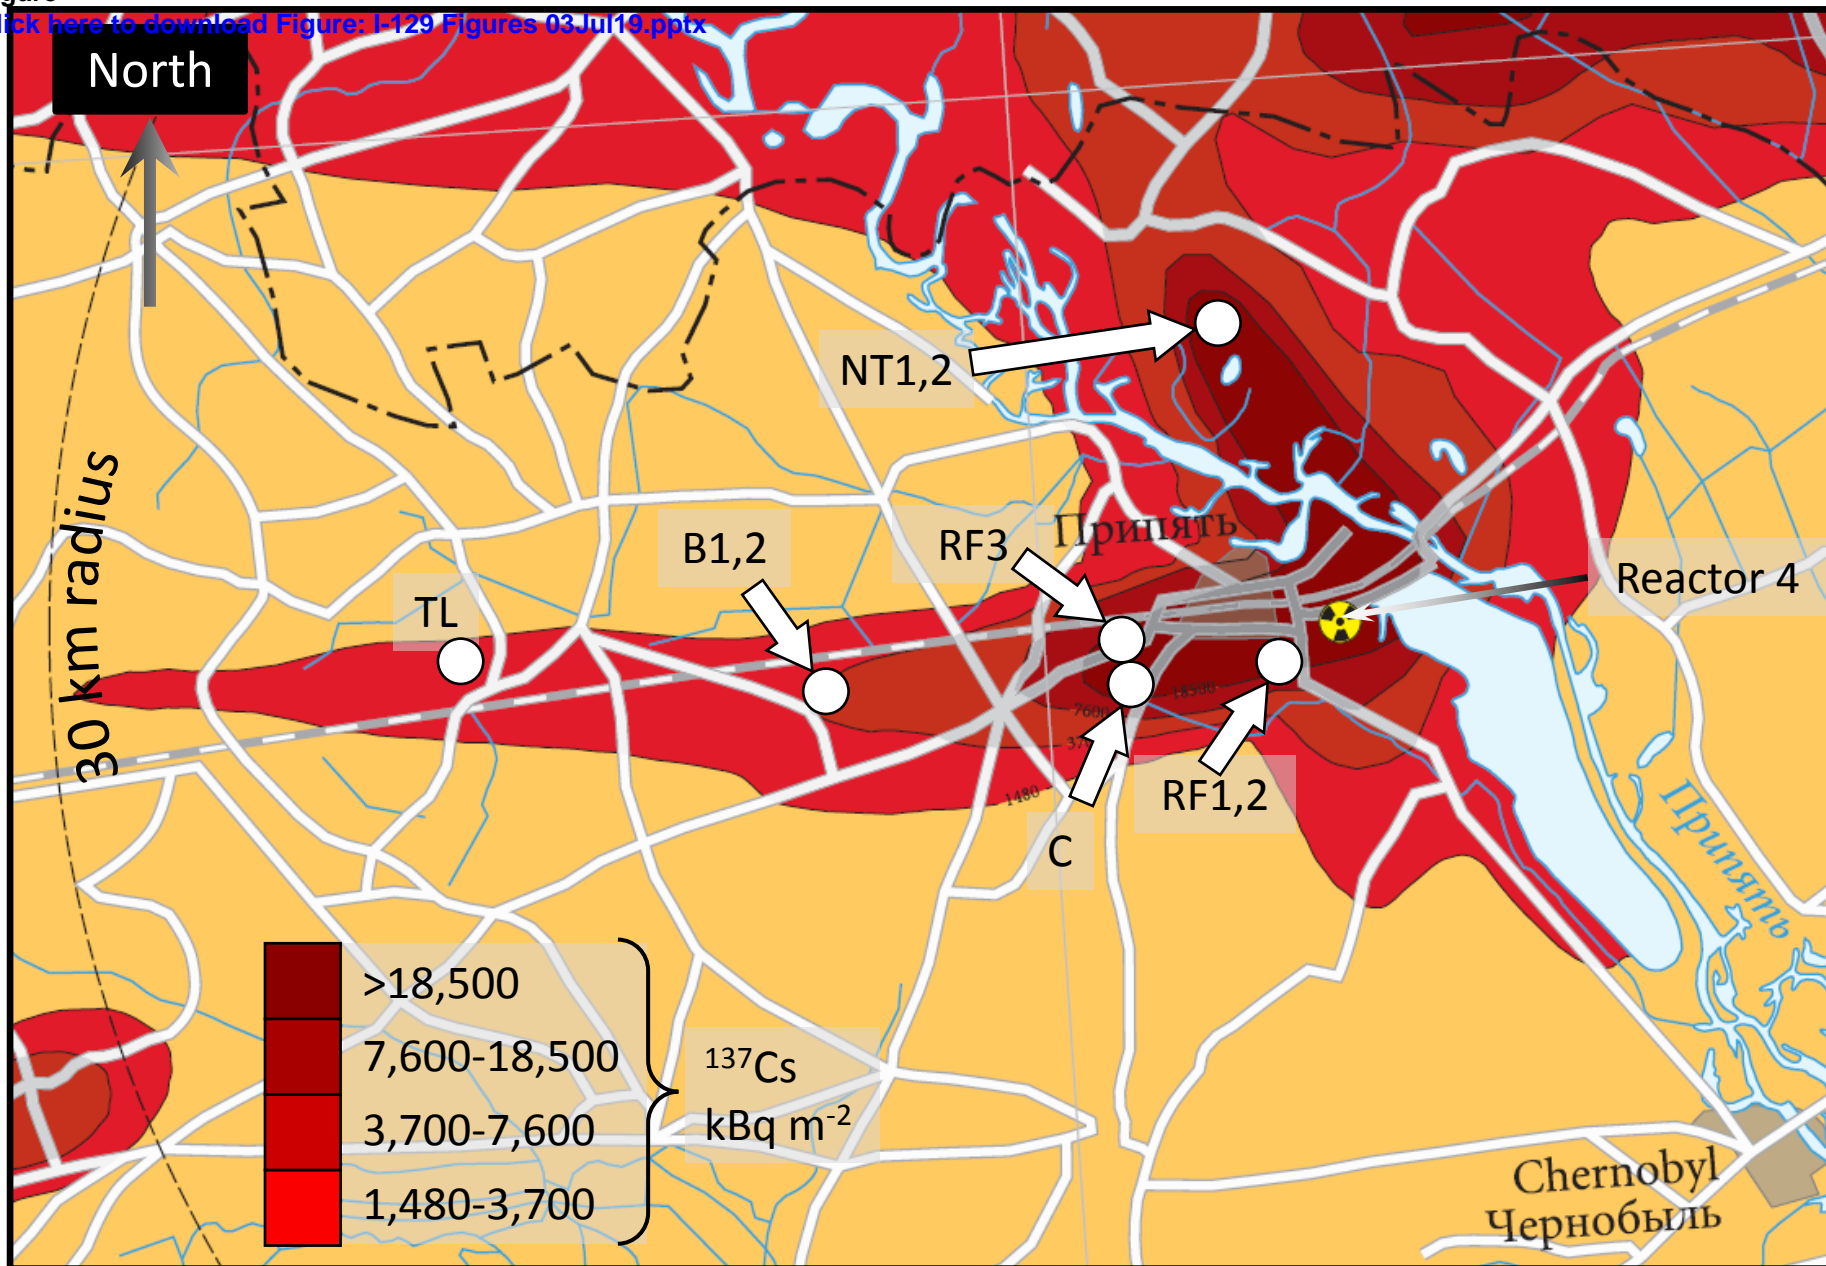 lick here to download Figure: I-129 Figures 03Jul19.pptx
North
30 km radius
NT1,2
Припять
RF3
B1,2
TL
Reactor 4
18500
7600
1480
RF1,2
C
Припять
>18,500
7,600-18,500
3,700-7,600
1,480-3,700
¹³⁷Cs
kBq m⁻²
Chernobyl
Чернобыль